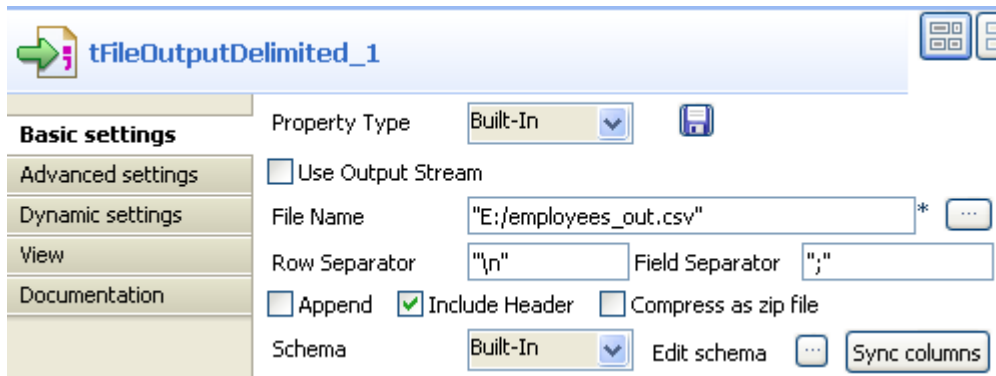 tFileOutputDelimited_1
Basic settings
Advanced settings
Dynamic settings
View
Documentation
Property Type Built-In
Use Output Stream
File Name "E:/employees_out.csv" * ...
Row Separator "\n" Field Separator ";"
Append Include Header Compress as zip file
Schema Built-In Edit schema ... Sync columns